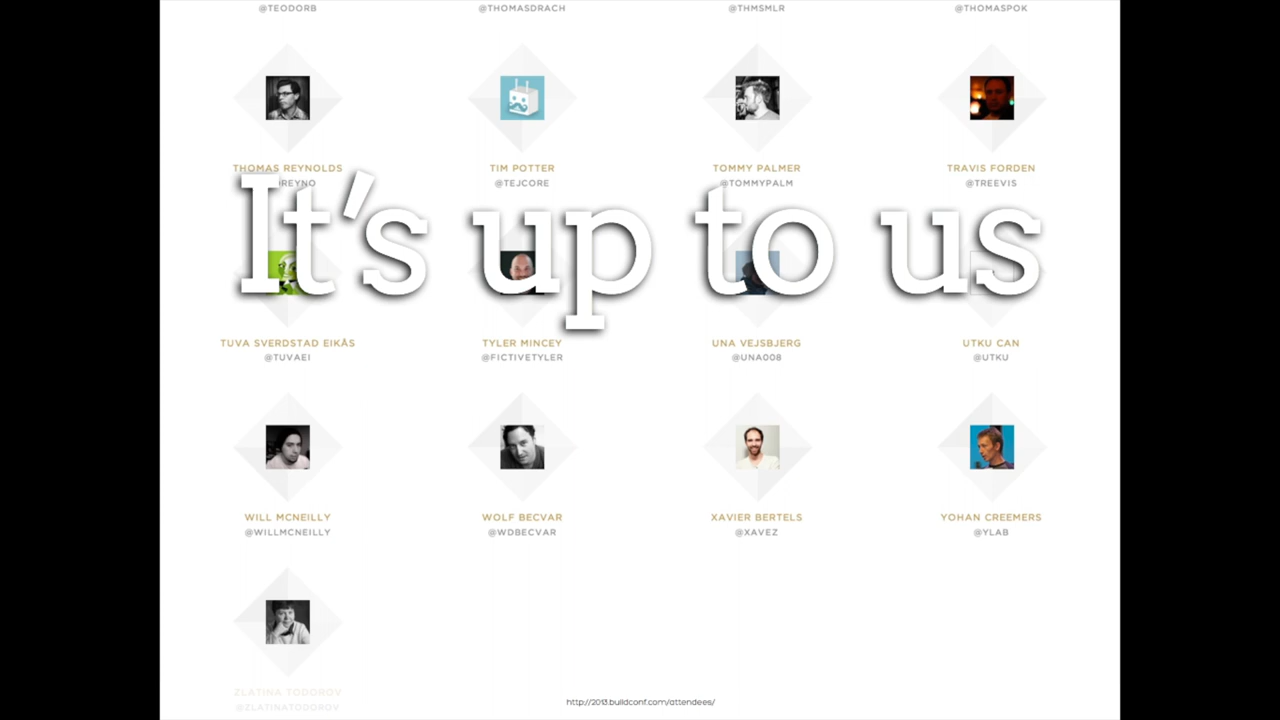 @TEODORB @THOMASDRACH @THMSMLR @THOMASPOK
THOMAS REYNOLDS TIM POTTER TOMMY PALMER TRAVIS FORDEN
@TEJCORE @TOMMYPALM @TREEVIS
It's up to us
TUVA SVERDSTAD EIKÅS TYLER MINCEY UNA VEJSBJERG UTKU CAN
@TUVAEI @FICTIVETYLER @UNA008 @UTKU
WILL MCNEILLY WOLF BECVAR XAVIER BERTELS YOHAN CREEMERS
@WILLMCNEILLY @WDBECVAR @XAVEZ @YLAB
ZLATINA TODOROV
@ZLATINATODOROV
http://2013.buildconf.com/attendees/